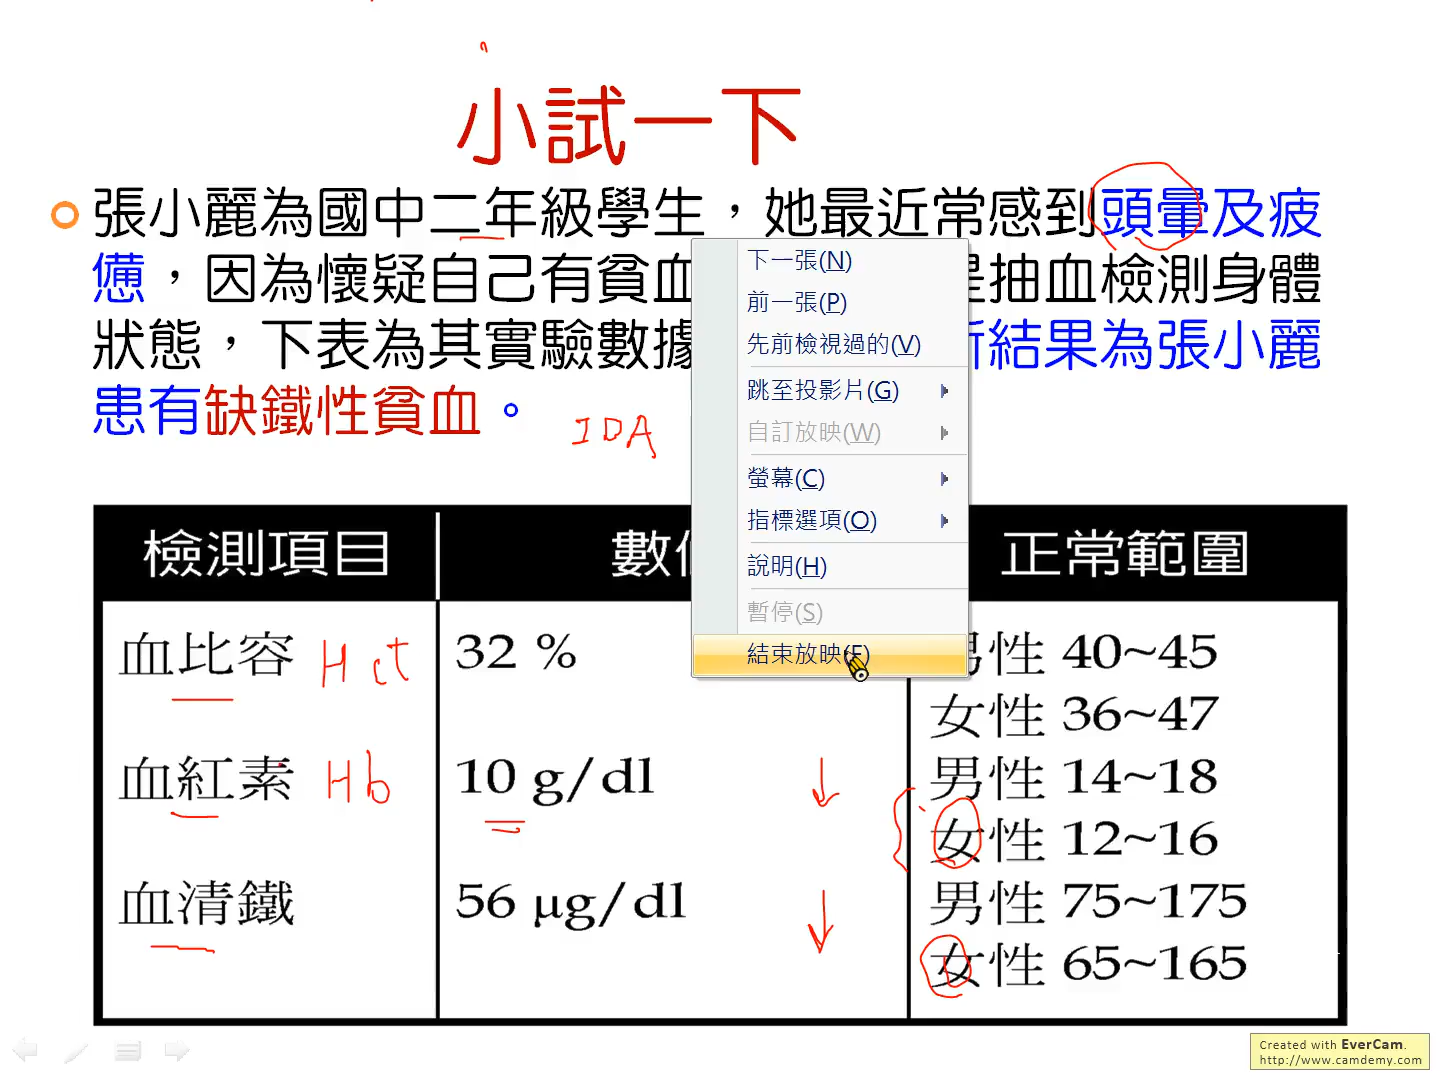 小試一下
張小麗為國中二年級學生，她最近常感到頭暈及疲
憊，因為懷疑自己有貧血 是抽血檢測身體
狀態，下表為其實驗數據 斷結果為張小麗
患有缺鐵性貧血。
IDA
下一張(N)
前一張(P)
先前檢視過的(V)
跳至投影片(G)
自訂放映(W)
螢幕(C)
指標選項(O)
說明(H)
暫停(S)
結束放映(E)
檢測項目 數值 正常範圍
血比容 Hct 32 % 男性 40~45
女性 36~47
血紅素 Hb 10 g/dl 男性 14~18
女性 12~16
血清鐵 56 µg/dl 男性 75~175
女性 65~165
Created with EverCam.
http://www.camdemy.com